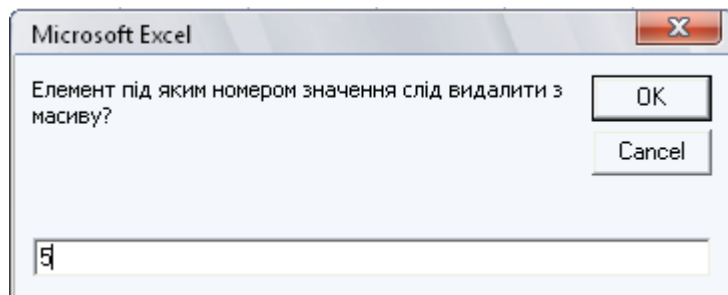 Microsoft Excel
Елемент під яким номером значення слід видалити з
масиву?
OK
Cancel
5